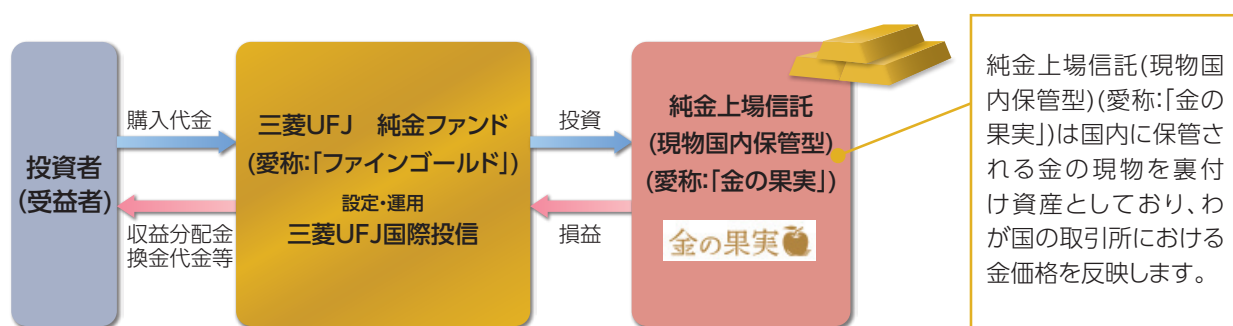 投資者
(受益者)
購入代金
収益分配金
換金代金等
三菱UFJ 純金ファンド
(愛称:「ファインゴールド」)
設定・運用
三菱UFJ国際投信
投資
損益
純金上場信託
(現物国内保管型)
(愛称:「金の果実」)
金の果実
純金上場信託(現物国
内保管型)(愛称:「金の
果実」)は国内に保管さ
れる金の現物を裏付
け資産としており、わ
が国の取引所における
金価格を反映します。